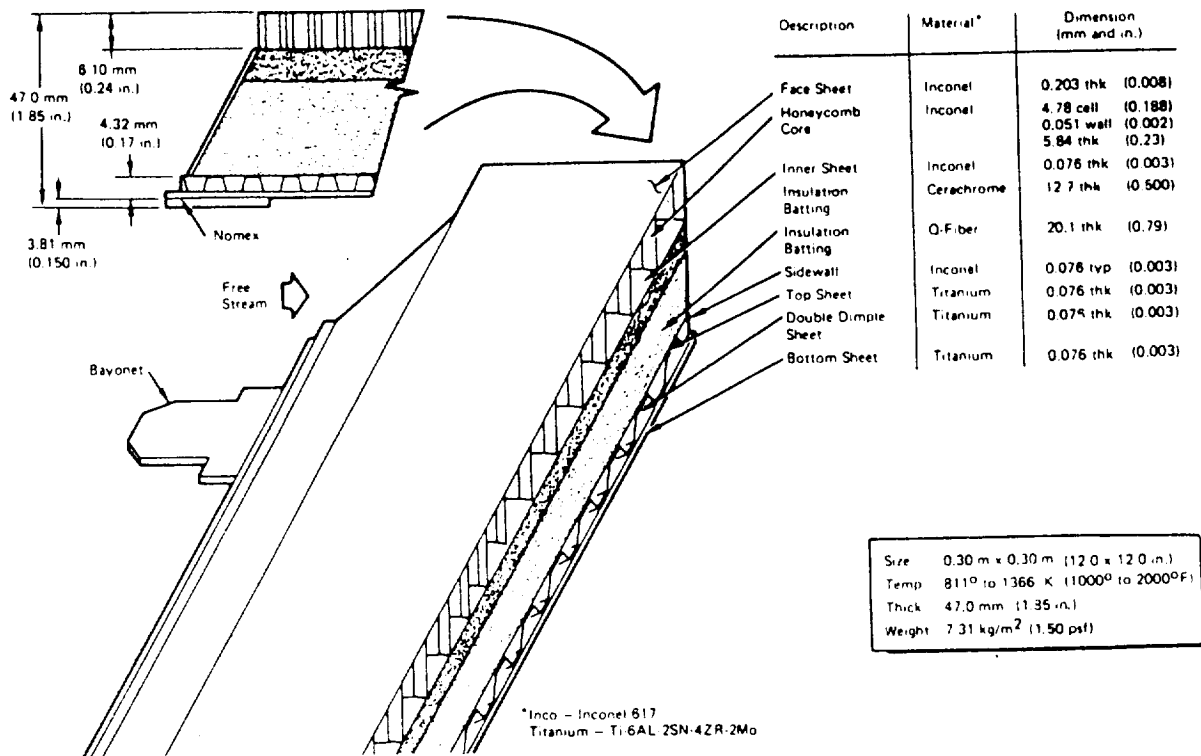 6.10 mm
(0.24 in.)
47.0 mm
(1.85 in.)
4.32 mm
(0.17 in.)
Nomex
3.81 mm
(0.150 in.)
Free
Stream
Bayonet
Description Material* Dimension
(mm and in.)
Face Sheet Inconel 0.203 thk (0.008)
Honeycomb Inconel 4.78 cell (0.188)
Core 0.051 wall (0.002)
5.84 thk (0.23)
Inner Sheet Inconel 0.076 thk (0.003)
Insulation Cerachrome 12.7 thk (0.500)
Batting
Insulation Q-Fiber 20.1 thk (0.79)
Batting
Sidewall Inconel 0.076 typ (0.003)
Top Sheet Titanium 0.076 thk (0.003)
Double Dimple Titanium 0.076 thk (0.003)
Sheet
Bottom Sheet Titanium 0.076 thk (0.003)
Size 0.30 m x 0.30 m (12.0 x 12.0 in.)
Temp 811° to 1366 K (1000° to 2000°F)
Thick 47.0 mm (1.85 in.)
Weight 7.31 kg/m² (1.50 psf)
*Inco – Inconel 617
Titanium – Ti-6AL-2SN-4ZR-2Mo